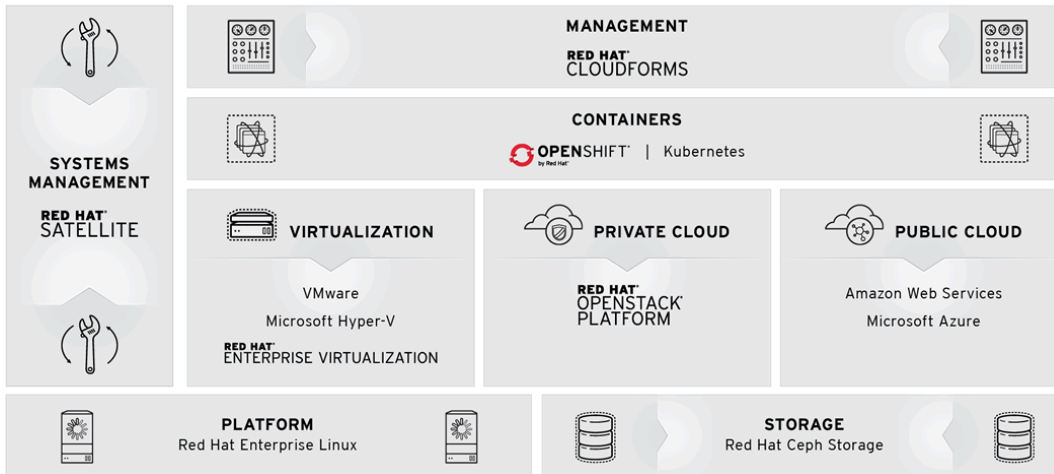 SYSTEMS
MANAGEMENT
RED HAT®
SATELLITE
MANAGEMENT
RED HAT®
CLOUDFORMS
CONTAINERS
OPENSHIFT® | Kubernetes
by Red Hat®
VIRTUALIZATION
VMware
Microsoft Hyper-V
RED HAT®
ENTERPRISE VIRTUALIZATION
PRIVATE CLOUD
RED HAT®
OPENSTACK®
PLATFORM
PUBLIC CLOUD
Amazon Web Services
Microsoft Azure
PLATFORM
Red Hat Enterprise Linux
STORAGE
Red Hat Ceph Storage